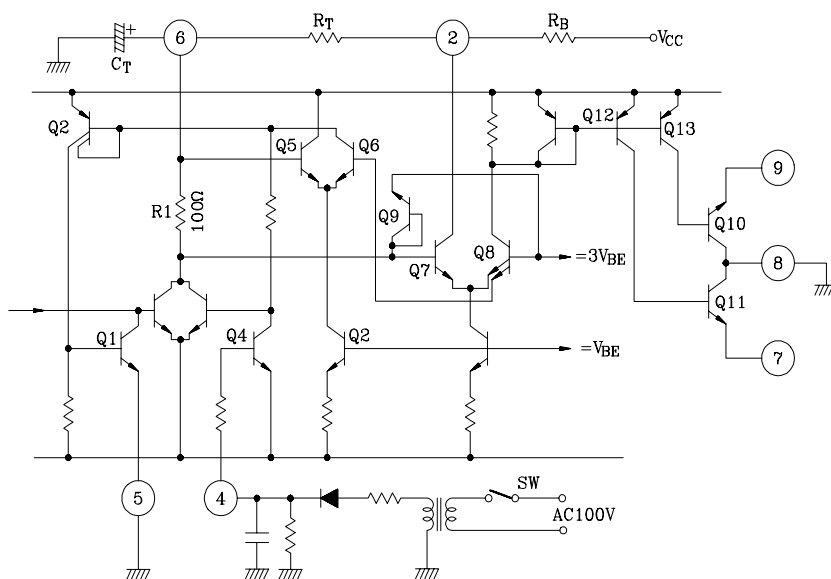 6 R_T 2 R_B V_CC
C_T +
Q2 Q5 Q6 Q12 Q13
9
R1 100Ω Q9 Q10
Q7 Q8 =3V_BE 8
Q11
Q1 Q4 Q2 =V_BE 7
5 4 SW
AC100V